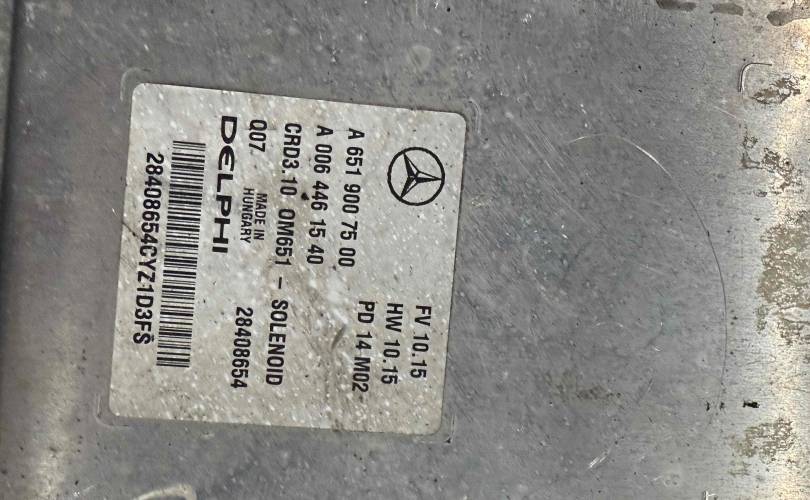 A 651 900 75 00
FV 10.15
A 006 446 15 40
HW 10.15
CRD3.10 OM651 - SOLENOID
PD 14 M02
Q07
MADE IN
HUNGARY
28408654
DELPHI
28408654CYZ1D3FS